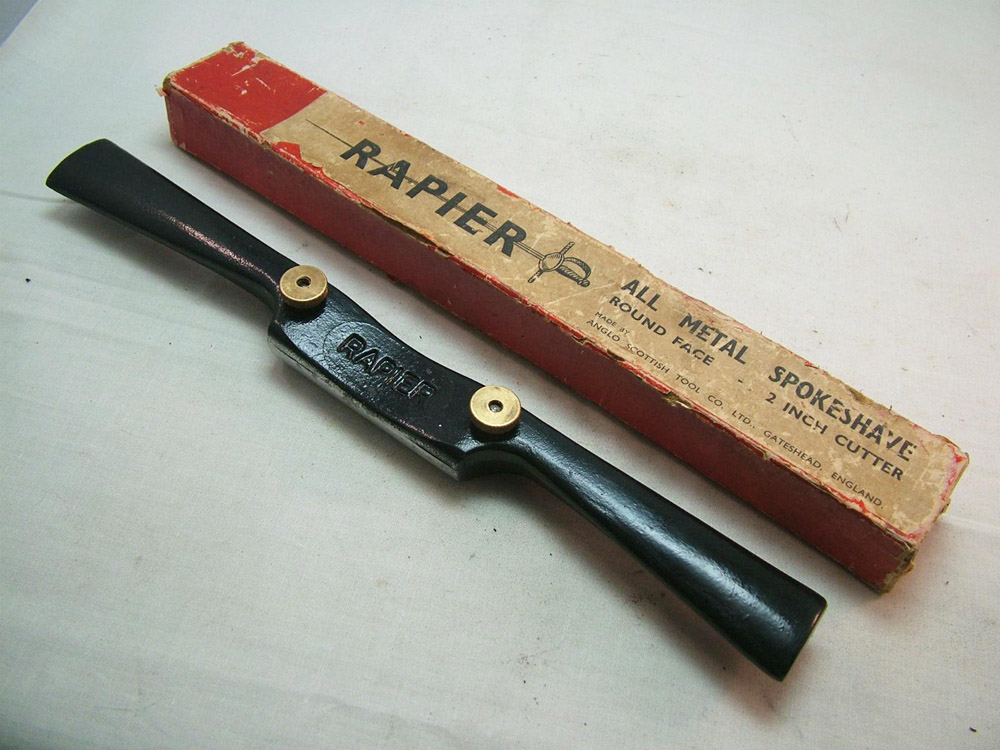 RAPIER
ALL METAL SPOKESHAVE
ROUND FACE - 2 INCH CUTTER
MADE BY
ANGLO SCOTTISH TOOL CO. LTD., GATESHEAD, ENGLAND
RAPIER